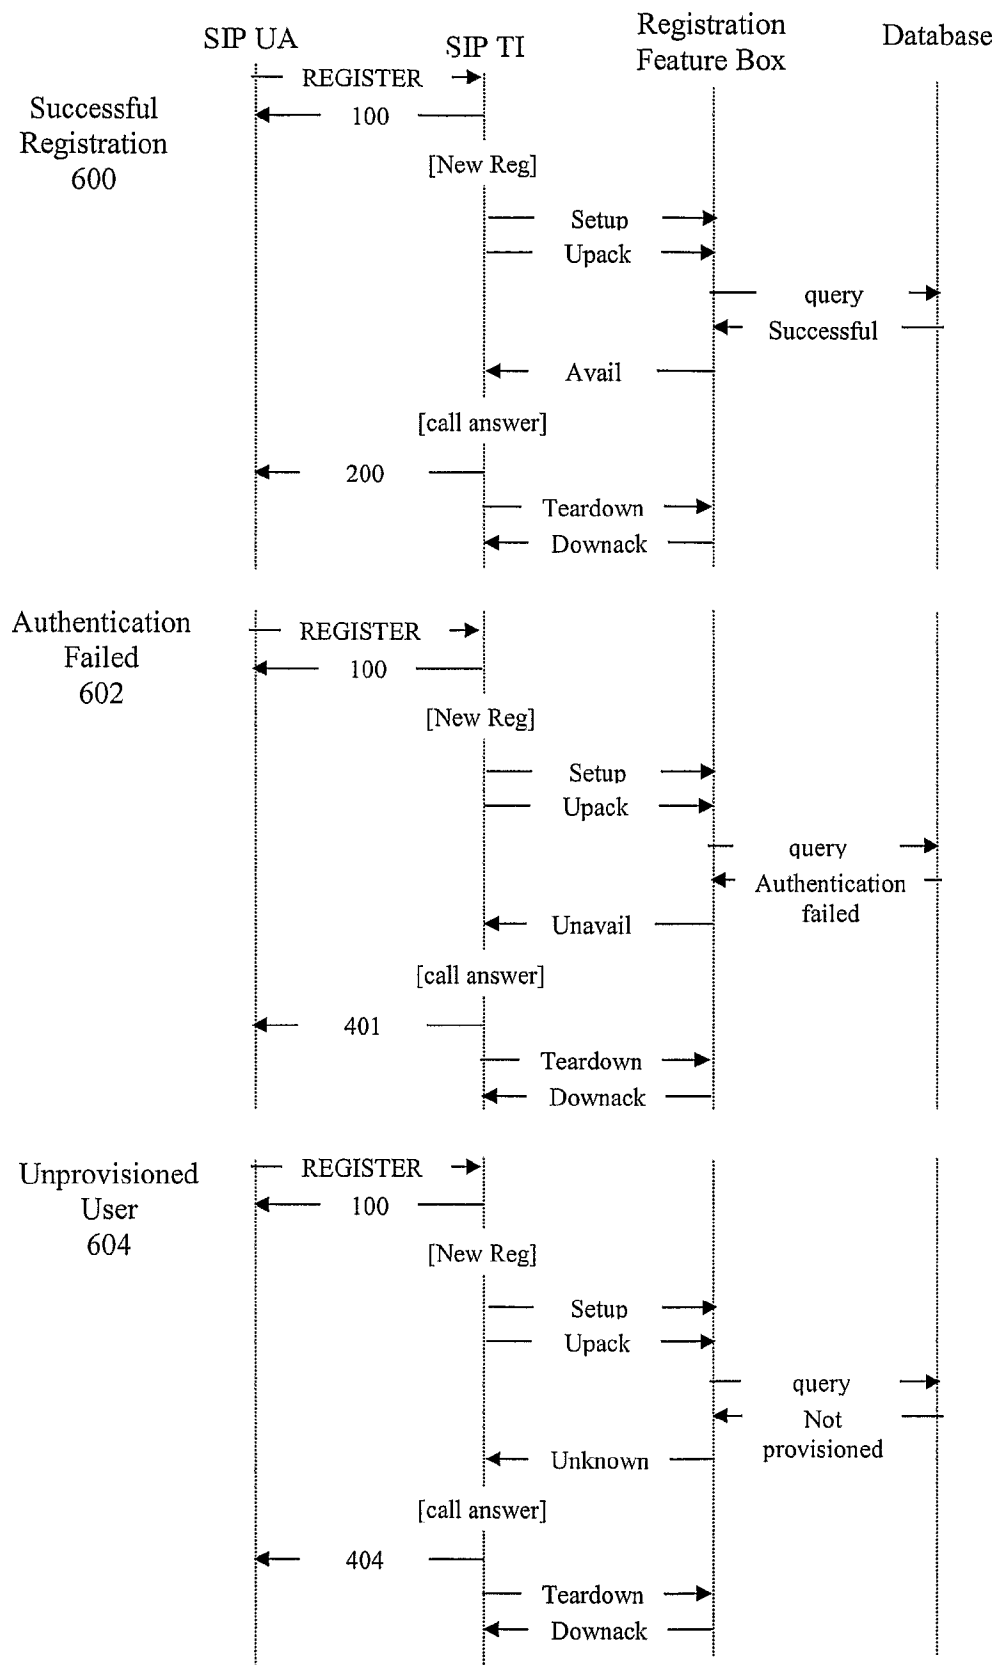 SIP UA
SIP TI
Registration
Feature Box
Database
Successful
Registration
600
REGISTER
100
[New Reg]
Setup
Upack
query
Successful
Avail
[call answer]
200
Teardown
Downack
Authentication
Failed
602
REGISTER
100
[New Reg]
Setup
Upack
query
Authentication
failed
Unavail
[call answer]
401
Teardown
Downack
Unprovisioned
User
604
REGISTER
100
[New Reg]
Setup
Upack
query
Not
provisioned
Unknown
[call answer]
404
Teardown
Downack